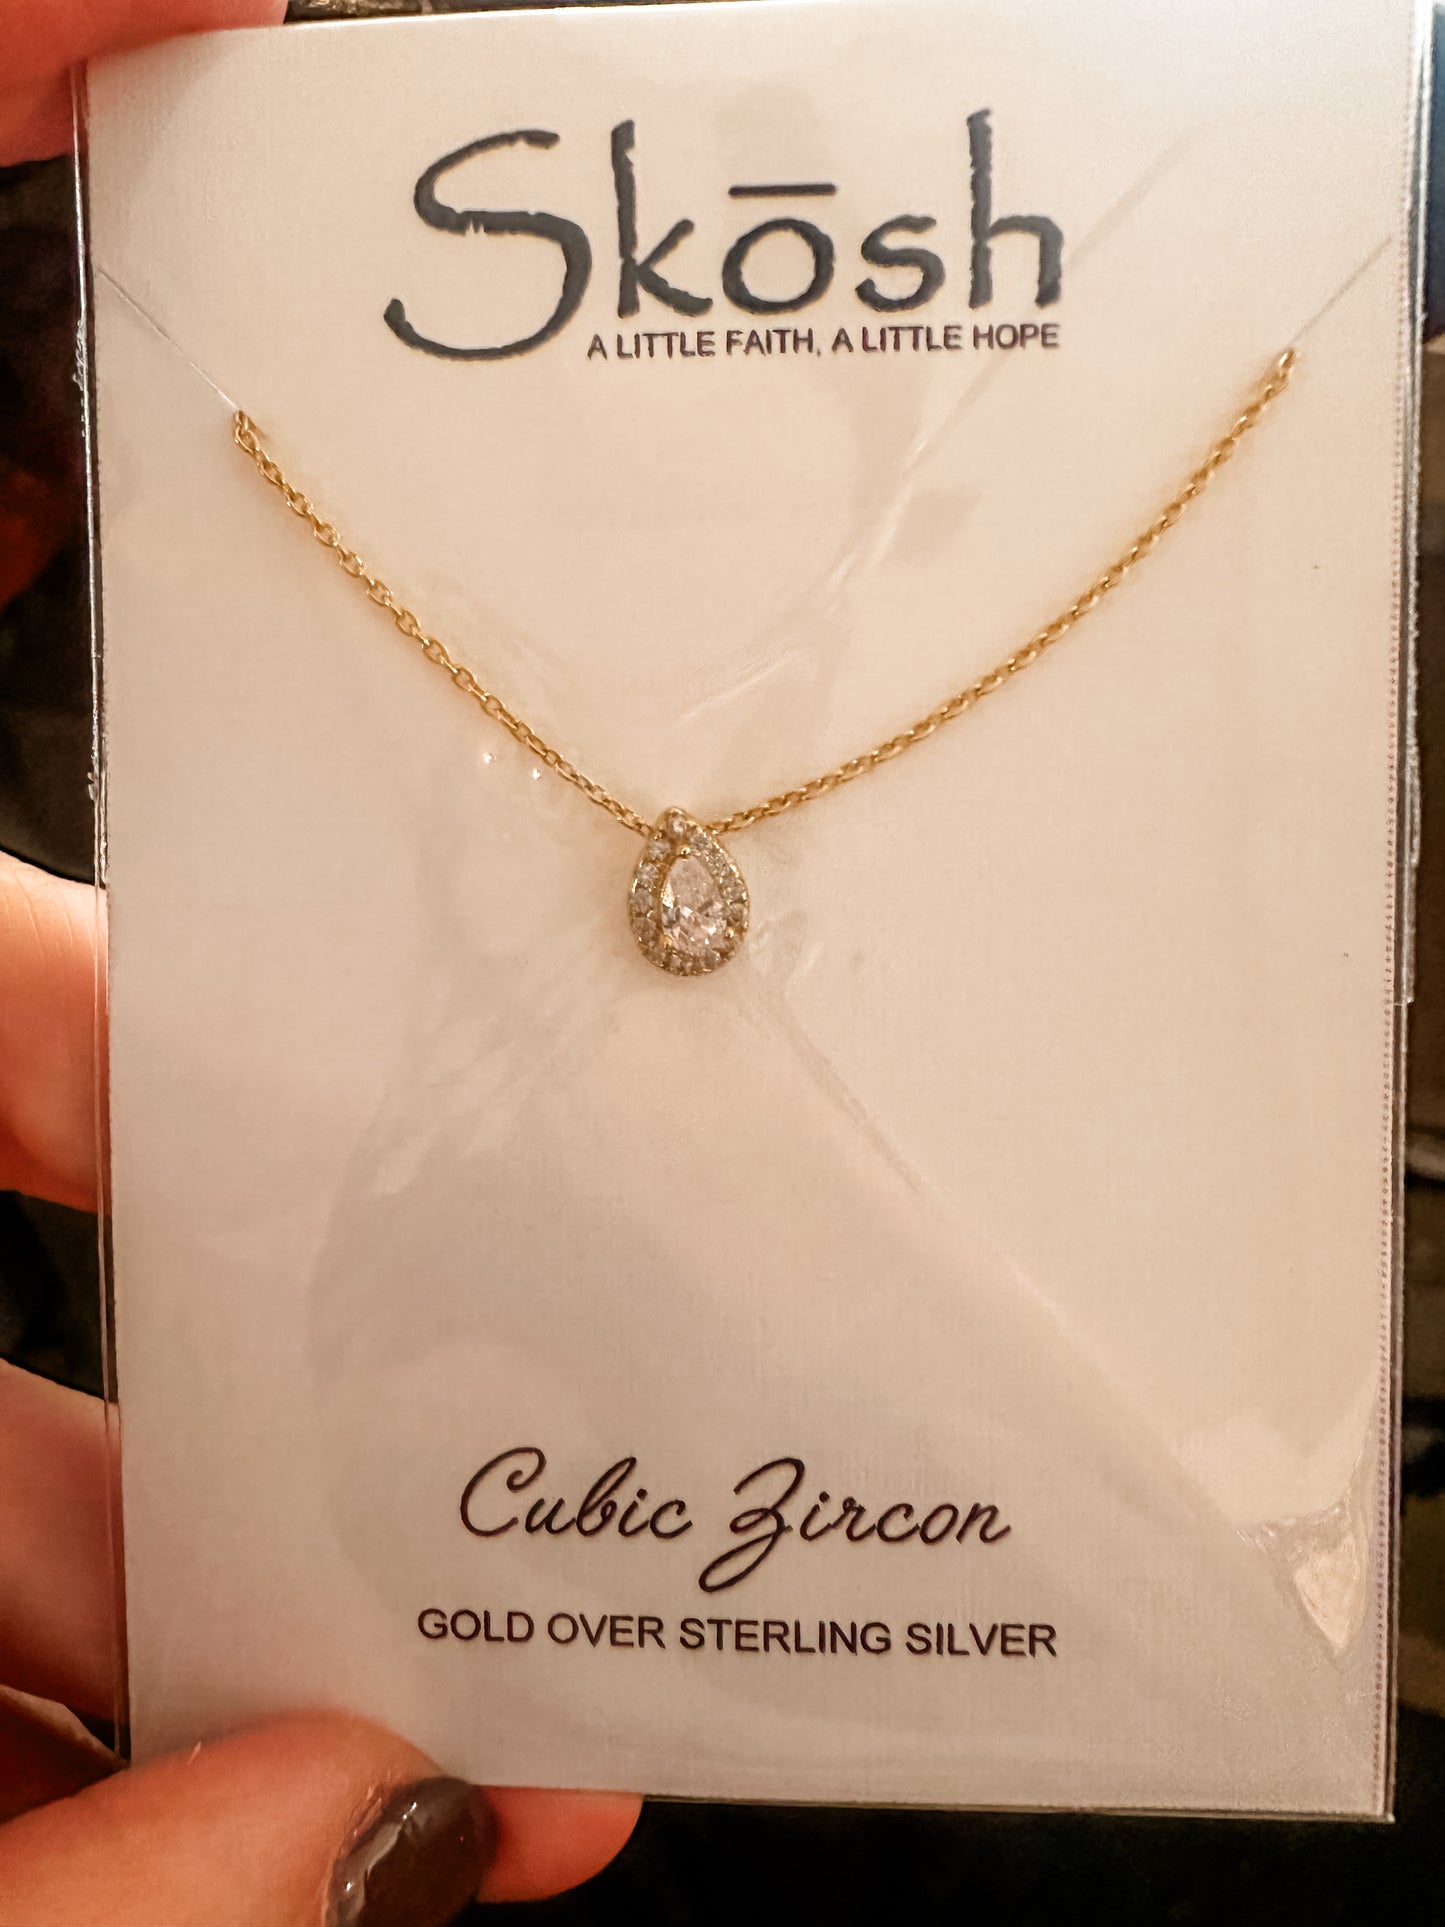 Skōsh
A LITTLE FAITH, A LITTLE HOPE
Cubic Zircon
GOLD OVER STERLING SILVER